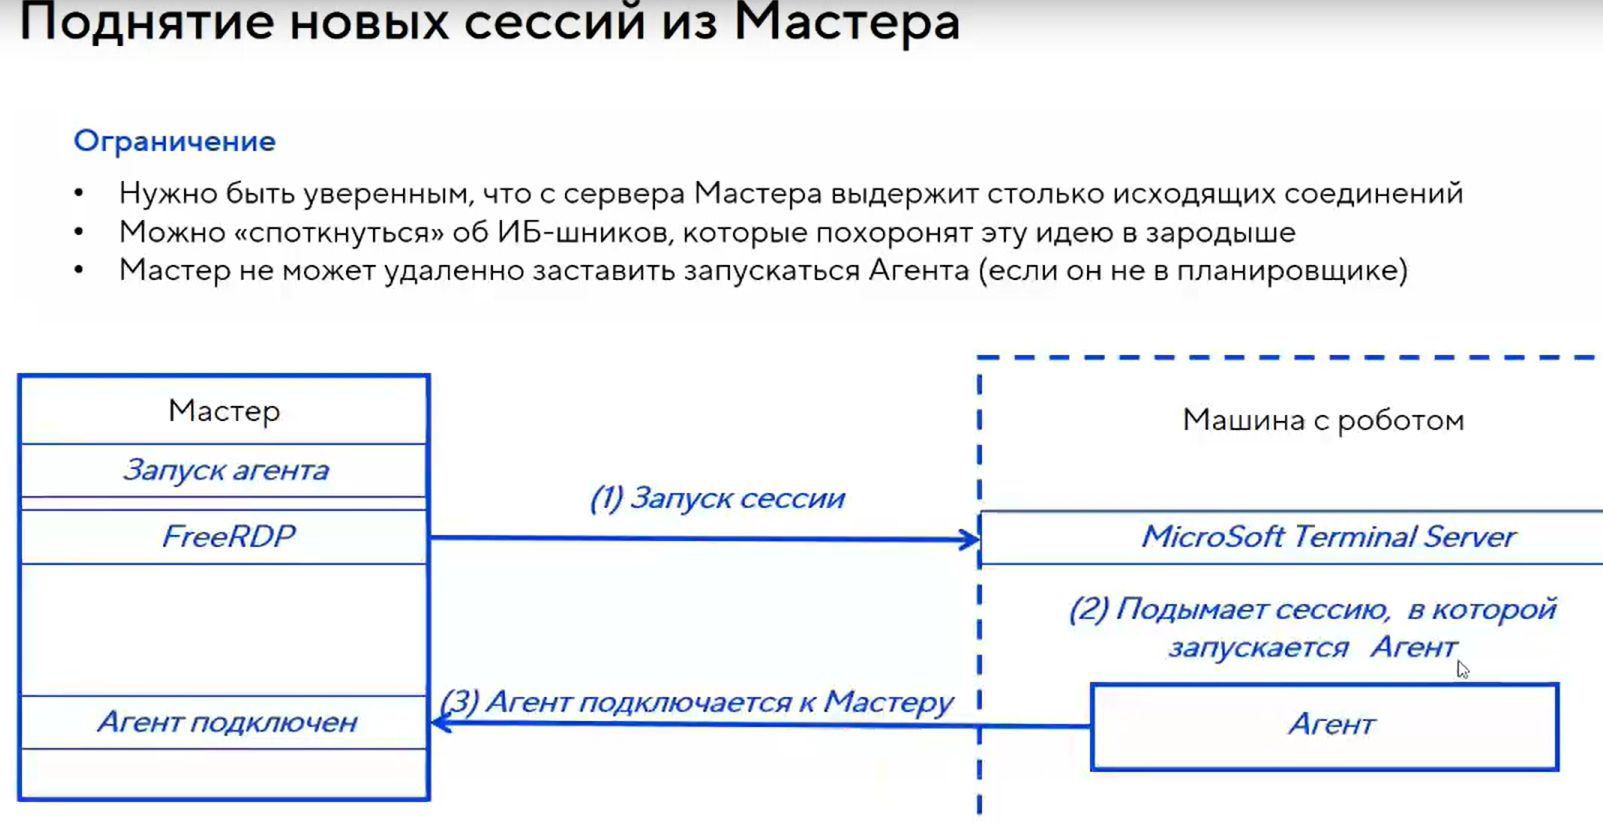 Поднятие новых сессий из Мастера
Ограничение
• Нужно быть уверенным, что с сервера Мастера выдержит столько исходящих соединений
• Можно «споткнуться» об ИБ-шников, которые похоронят эту идею в зародыше
• Мастер не может удаленно заставить запускаться Агента (если он не в планировщике)
Мастер
Запуск агента
FreeRDP
Агент подключен
(1) Запуск сессии
(3) Агент подключается к Мастеру
Машина с роботом
MicroSoft Terminal Server
(2) Подымает сессию, в которой
запускается Агент
Агент